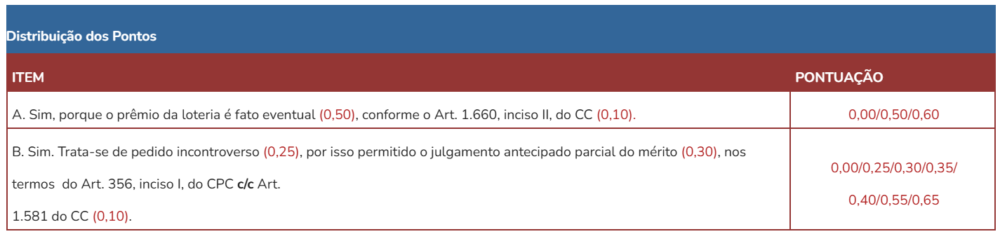 Distribuição dos Pontos
ITEM
PONTUAÇÃO
A. Sim, porque o prêmio da loteria é fato eventual (0,50), conforme o Art. 1.660, inciso II, do CC (0,10).
0,00/0,50/0,60
B. Sim. Trata-se de pedido incontroverso (0,25), por isso permitido o julgamento antecipado parcial do mérito (0,30), nos
termos  do Art. 356, inciso I, do CPC c/c Art.
1.581 do CC (0,10).
0,00/0,25/0,30/0,35/
0,40/0,55/0,65